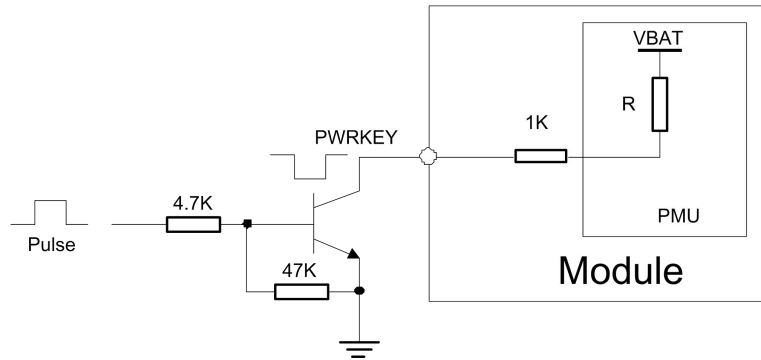 VBAT
R
1K
PWRKEY
4.7K
PMU
Pulse
47K
Module